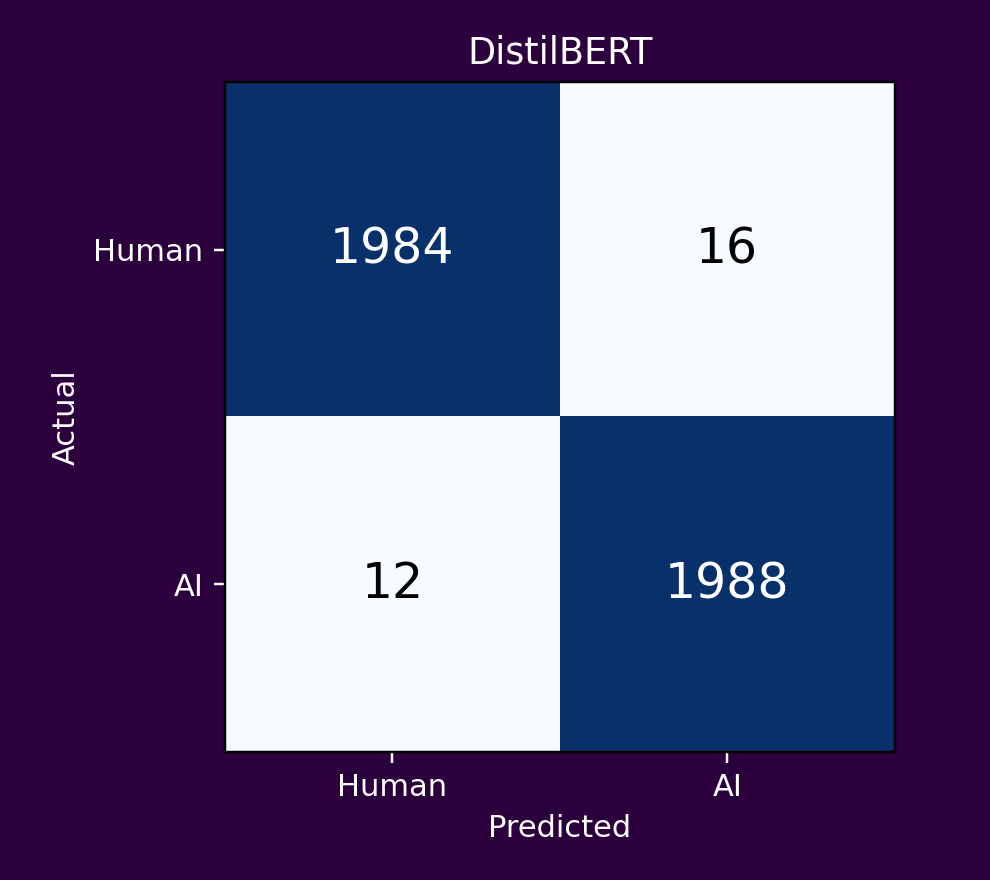 DistilBERT
Human
1984
16
Actual
AI
12
1988
Human
AI
Predicted